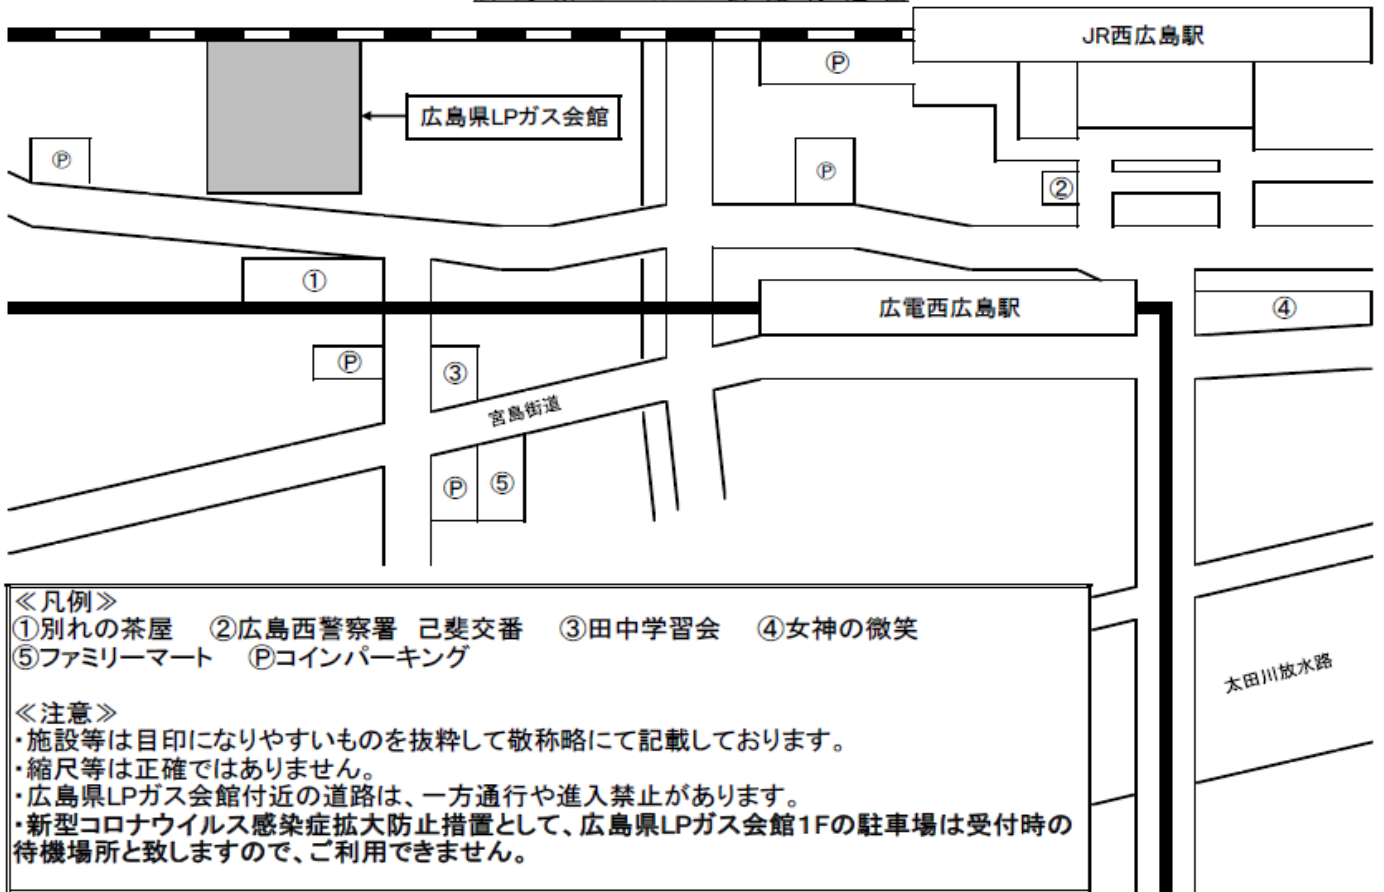 JR西広島駅
Ⓟ
広島県LPガス会館
Ⓟ
Ⓟ
②
①
広電西広島駅
④
Ⓟ
③
宮島街道
Ⓟ
⑤
太田川放水路
≪凡例≫
①別れの茶屋 ②広島西警察署 己斐交番 ③田中学習会 ④女神の微笑
⑤ファミリーマート Ⓟコインパーキング
≪注意≫
・施設等は目印になりやすいものを抜粋して敬称略にて記載しております。
・縮尺等は正確ではありません。
・広島県LPガス会館付近の道路は、一方通行や進入禁止があります。
・新型コロナウイルス感染症拡大防止措置として、広島県LPガス会館1Fの駐車場は受付時の
待機場所と致しますので、ご利用できません。